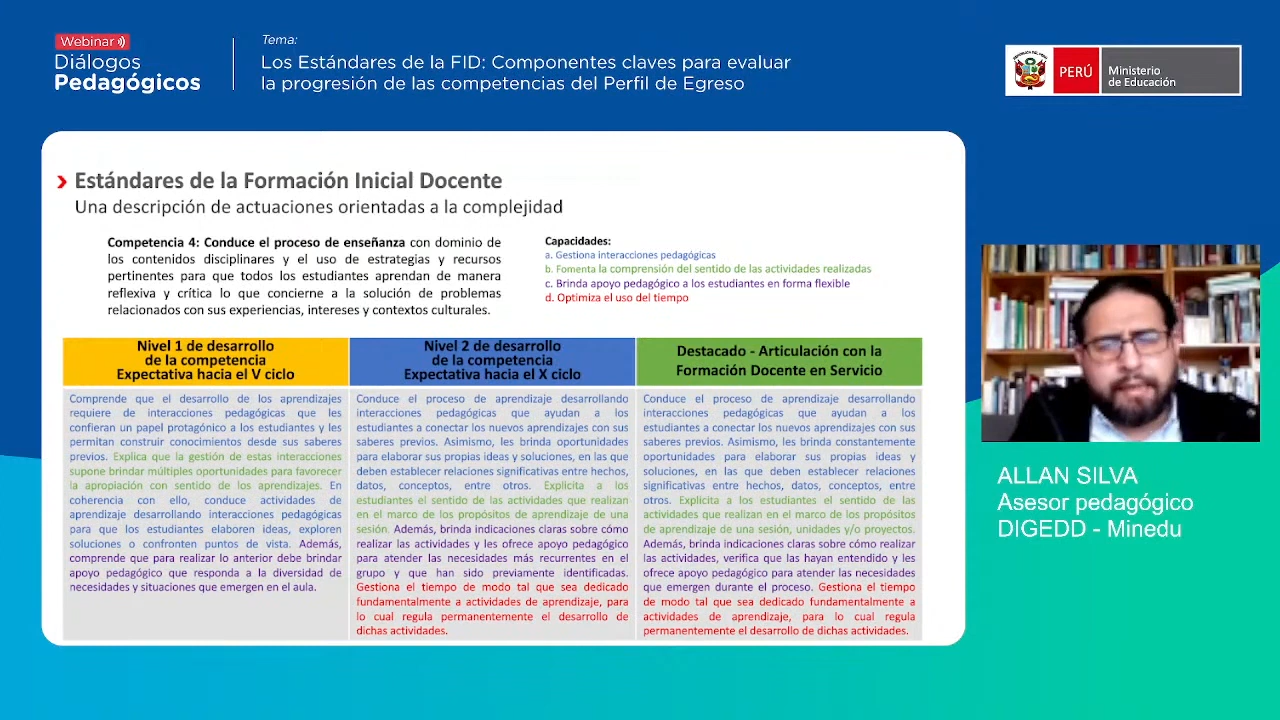 Webinar
Diálogos
Pedagógicos
Tema:
Los Estándares de la FID: Componentes claves para evaluar
la progresión de las competencias del Perfil de Egreso
PERÚ
Ministerio
de Educación
Estándares de la Formación Inicial Docente
Una descripción de actuaciones orientadas a la complejidad
Competencia 4: Conduce el proceso de enseñanza con dominio de
los contenidos disciplinares y el uso de estrategias y recursos
pertinentes para que todos los estudiantes aprendan de manera
reflexiva y crítica lo que concierne a la solución de problemas
relacionados con sus experiencias, intereses y contextos culturales.
Capacidades:
a. Gestiona interacciones pedagógicas
b. Fomenta la comprensión del sentido de las actividades realizadas
c. Brinda apoyo pedagógico a los estudiantes en forma flexible
d. Optimiza el uso del tiempo
Nivel 1 de desarrollo
de la competencia
Expectativa hacia el V ciclo
Comprende que el desarrollo de los aprendizajes
requiere de interacciones pedagógicas que les
confieran un papel protagónico a los estudiantes y les
permitan construir conocimientos desde sus saberes
previos. Explica que la gestión de estas interacciones
supone brindar múltiples oportunidades para favorecer
la apropiación con sentido de los aprendizajes. En
coherencia con ello, conduce actividades de
aprendizaje desarrollando interacciones pedagógicas
para que los estudiantes elaboren ideas, exploren
soluciones o confronten puntos de vista. Además,
comprende que para realizar lo anterior debe brindar
apoyo pedagógico que responda a la diversidad de
necesidades y situaciones que emergen en el aula.
Nivel 2 de desarrollo
de la competencia
Expectativa hacia el X ciclo
Conduce el proceso de aprendizaje desarrollando
interacciones pedagógicas que ayudan a los
estudiantes a conectar los nuevos aprendizajes con sus
saberes previos. Asimismo, les brinda oportunidades
para elaborar sus propias ideas y soluciones, en las que
deben establecer relaciones significativas entre hechos,
datos, conceptos, entre otros. Explicita a los
estudiantes el sentido de las actividades que realizan
en el marco de los propósitos de aprendizaje de una
sesión. Además, brinda indicaciones claras sobre cómo
realizar las actividades y les ofrece apoyo pedagógico
para atender las necesidades más recurrentes en el
grupo y que han sido previamente identificadas.
Gestiona el tiempo de modo tal que sea dedicado
fundamentalmente a actividades de aprendizaje, para
lo cual regula permanentemente el desarrollo de
dichas actividades.
Destacado - Articulación con la
Formación Docente en Servicio
Conduce el proceso de aprendizaje desarrollando
interacciones pedagógicas que ayudan a los
estudiantes a conectar los nuevos aprendizajes con sus
saberes previos. Asimismo, les brinda constantemente
oportunidades para elaborar sus propias ideas y
soluciones, en las que deben establecer relaciones
significativas entre hechos, datos, conceptos, entre
otros. Explicita a los estudiantes el sentido de las
actividades que realizan en el marco de los propósitos
de aprendizaje de una sesión, unidades y/o proyectos.
Además, brinda indicaciones claras sobre cómo realizar
las actividades, verifica que las hayan entendido y les
ofrece apoyo pedagógico para atender las necesidades
que emergen durante el proceso. Gestiona el tiempo
de modo tal que sea dedicado fundamentalmente a
actividades de aprendizaje, para lo cual regula
permanentemente el desarrollo de dichas actividades.
ALLAN SILVA
Asesor pedagógico
DIGEDD - Minedu